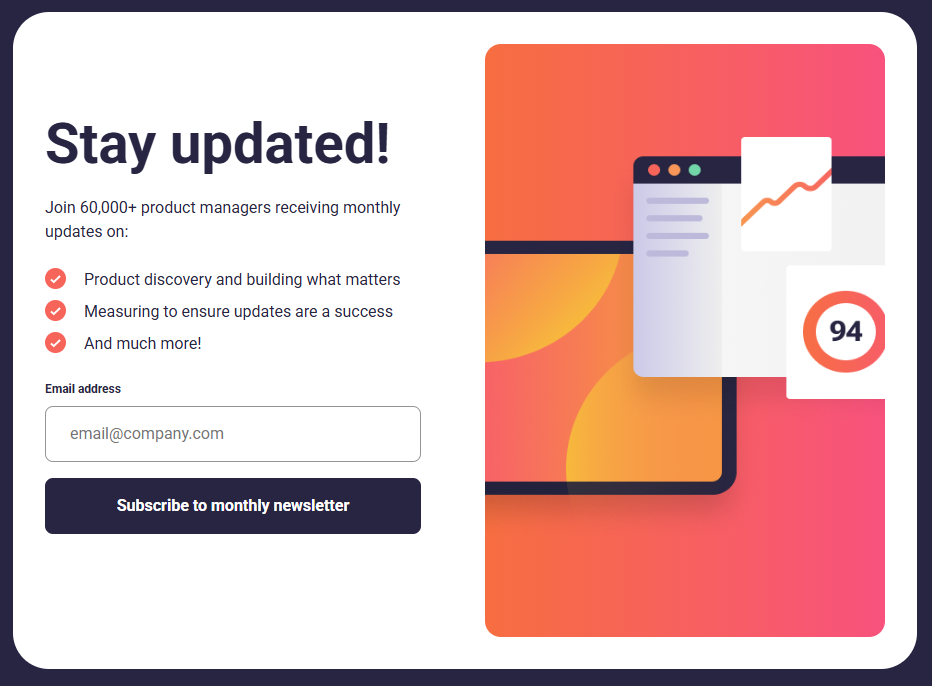 Stay updated!
Join 60,000+ product managers receiving monthly
updates on:
Product discovery and building what matters
Measuring to ensure updates are a success
And much more!
Email address
email@company.com
Subscribe to monthly newsletter
94